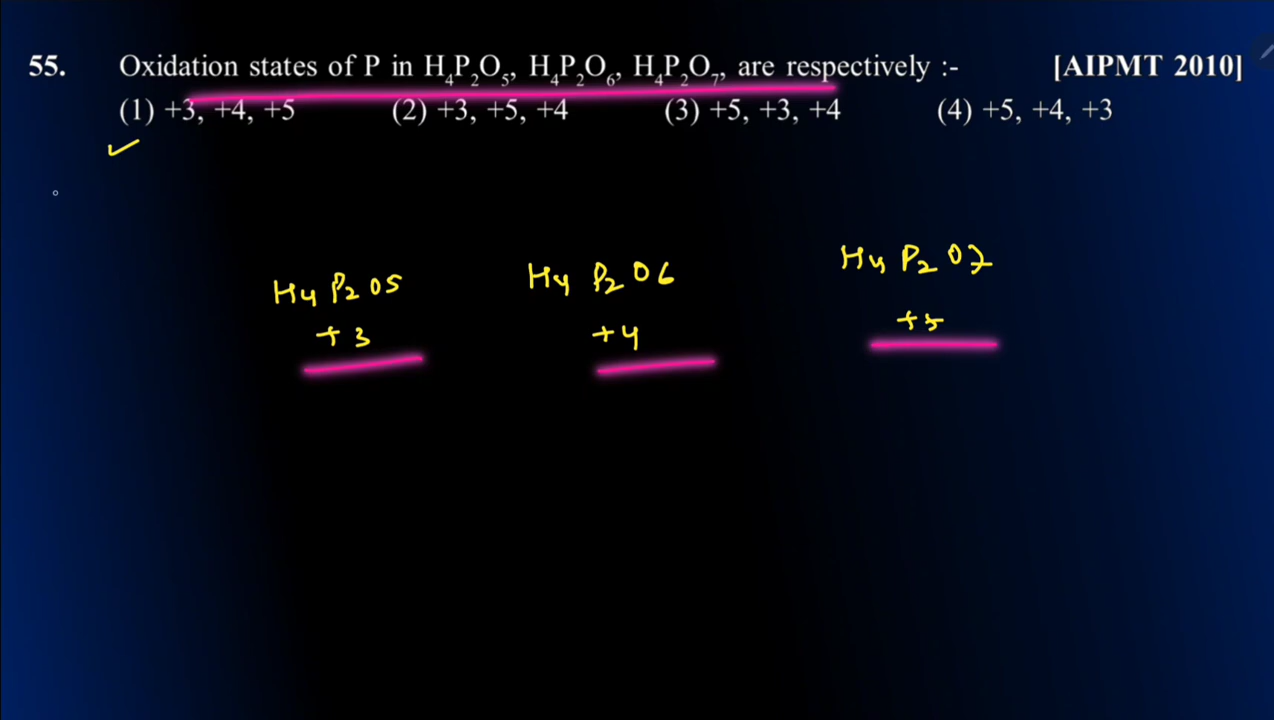 55. Oxidation states of P in H₄P₂O₅, H₄P₂O₆, H₄P₂O₇, are respectively :- [AIPMT 2010]
(1) +3, +4, +5 (2) +3, +5, +4 (3) +5, +3, +4 (4) +5, +4, +3
H4 P2 O5 H4 P2 O6 H4 P2 O7
+3 +4 +5